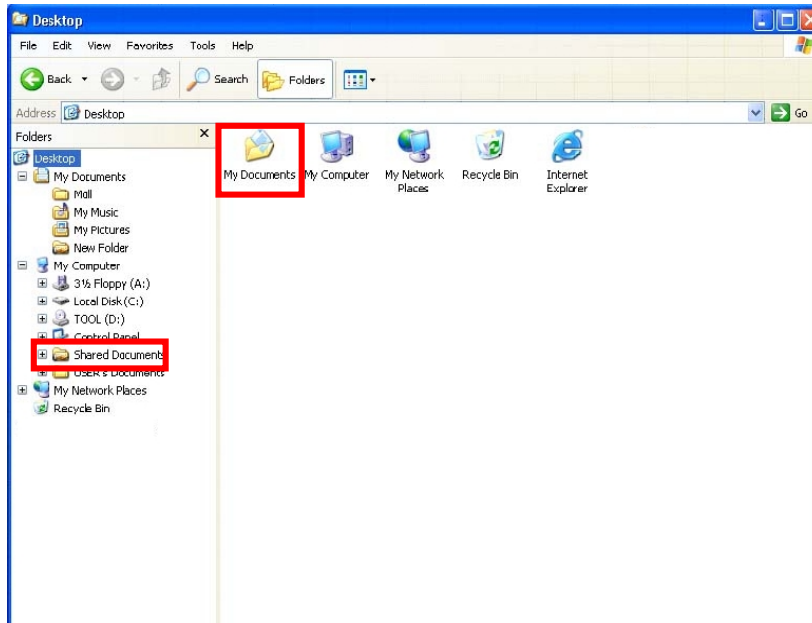 Desktop
File Edit View Favorites Tools Help
Back Search Folders
Address Desktop Go
Folders
Desktop
My Documents
Mall
My Music
My Pictures
New Folder
My Computer
3½ Floppy (A:)
Local Disk (C:)
TOOL (D:)
Control Panel
Shared Documents
USER's Documents
My Network Places
Recycle Bin
My Documents My Computer My Network Places Recycle Bin Internet Explorer